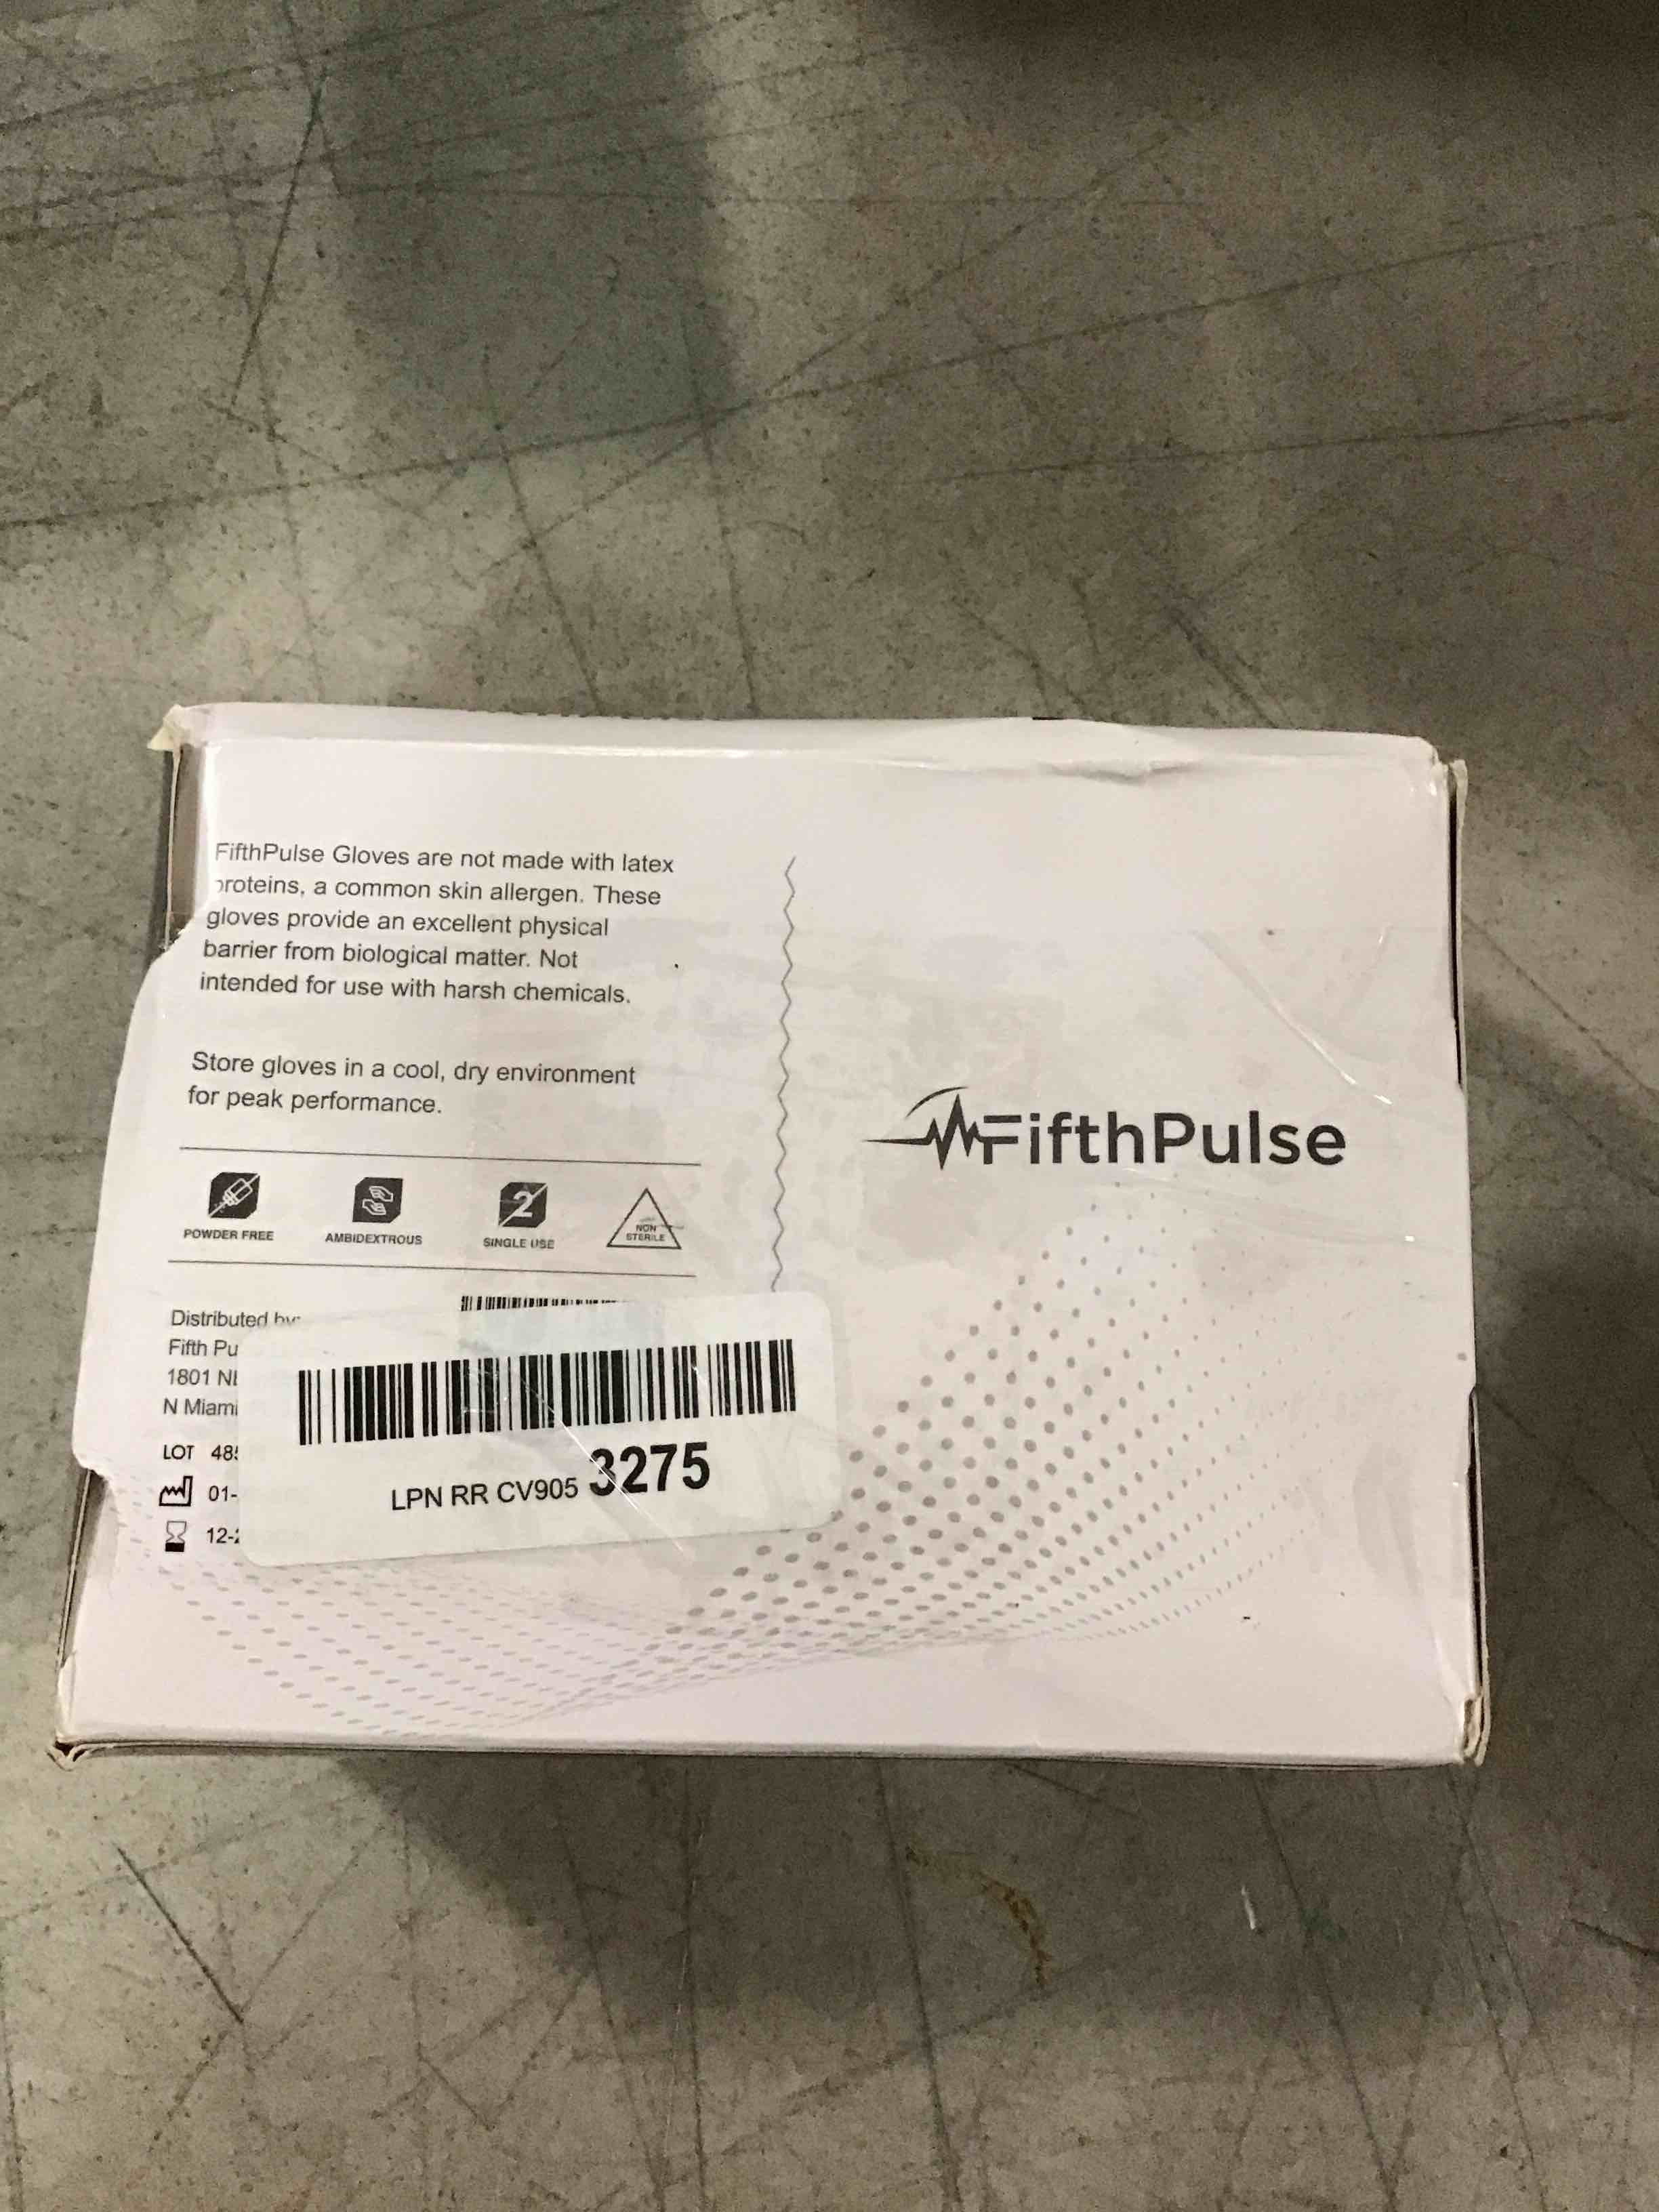 FifthPulse Gloves are not made with latex
proteins, a common skin allergen. These
gloves provide an excellent physical
barrier from biological matter. Not
intended for use with harsh chemicals.
Store gloves in a cool, dry environment
for peak performance.
POWDER FREE
AMBIDEXTROUS
2
SINGLE USE
NON
STERILE
Distributed by:
Fifth Pu
1801 N
N Miami
LOT 48
01-
12-
LPN RR CV905 3275
FifthPulse